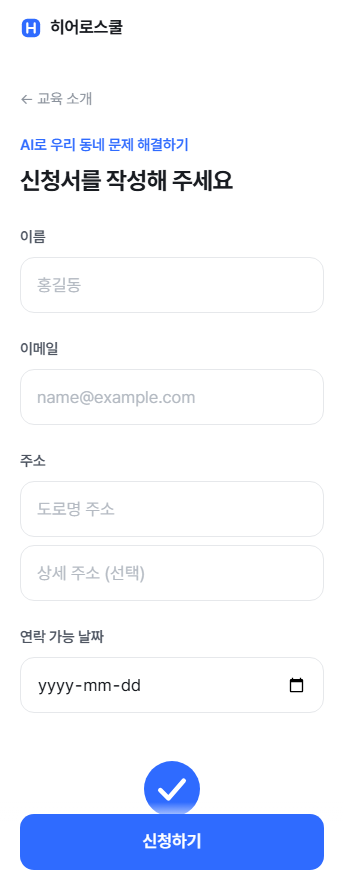 H 히어로스쿨
← 교육 소개
AI로 우리 동네 문제 해결하기
신청서를 작성해 주세요
이름
홍길동
이메일
name@example.com
주소
도로명 주소
상세 주소 (선택)
연락 가능 날짜
yyyy-mm-dd
신청하기